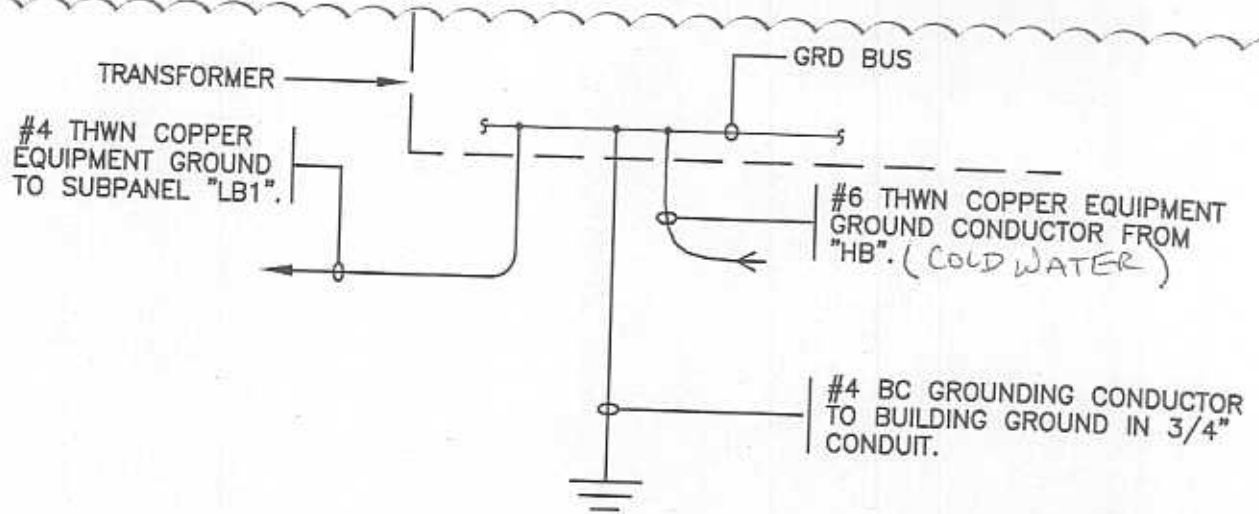 TRANSFORMER
GRD BUS
#4 THWN COPPER
EQUIPMENT GROUND
TO SUBPANEL "LB1".
#6 THWN COPPER EQUIPMENT
GROUND CONDUCTOR FROM
"HB". (COLD WATER)
#4 BC GROUNDING CONDUCTOR
TO BUILDING GROUND IN 3/4"
CONDUIT.